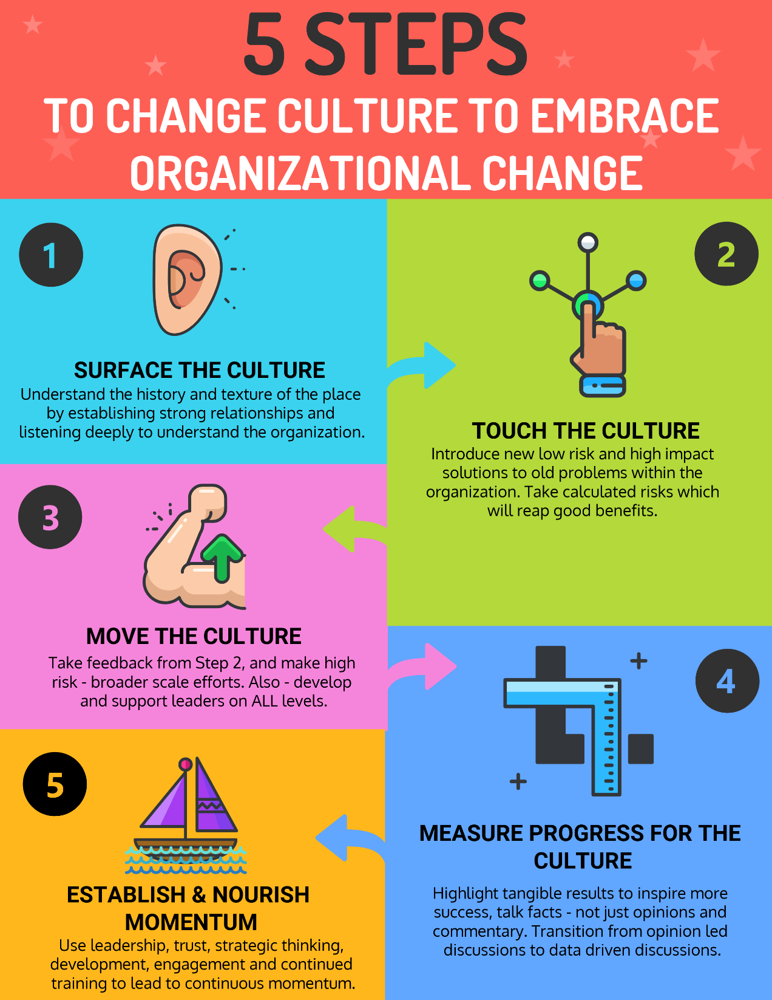 5 STEPS
TO CHANGE CULTURE TO EMBRACE
ORGANIZATIONAL CHANGE
1
SURFACE THE CULTURE
Understand the history and texture of the place
by establishing strong relationships and
listening deeply to understand the organization.
2
TOUCH THE CULTURE
Introduce new low risk and high impact
solutions to old problems within the
organization. Take calculated risks which
will reap good benefits.
3
MOVE THE CULTURE
Take feedback from Step 2, and make high
risk - broader scale efforts. Also - develop
and support leaders on ALL levels.
4
MEASURE PROGRESS FOR THE
CULTURE
Highlight tangible results to inspire more
success, talk facts - not just opinions and
commentary. Transition from opinion led
discussions to data driven discussions.
5
ESTABLISH & NOURISH
MOMENTUM
Use leadership, trust, strategic thinking,
development, engagement and continued
training to lead to continuous momentum.